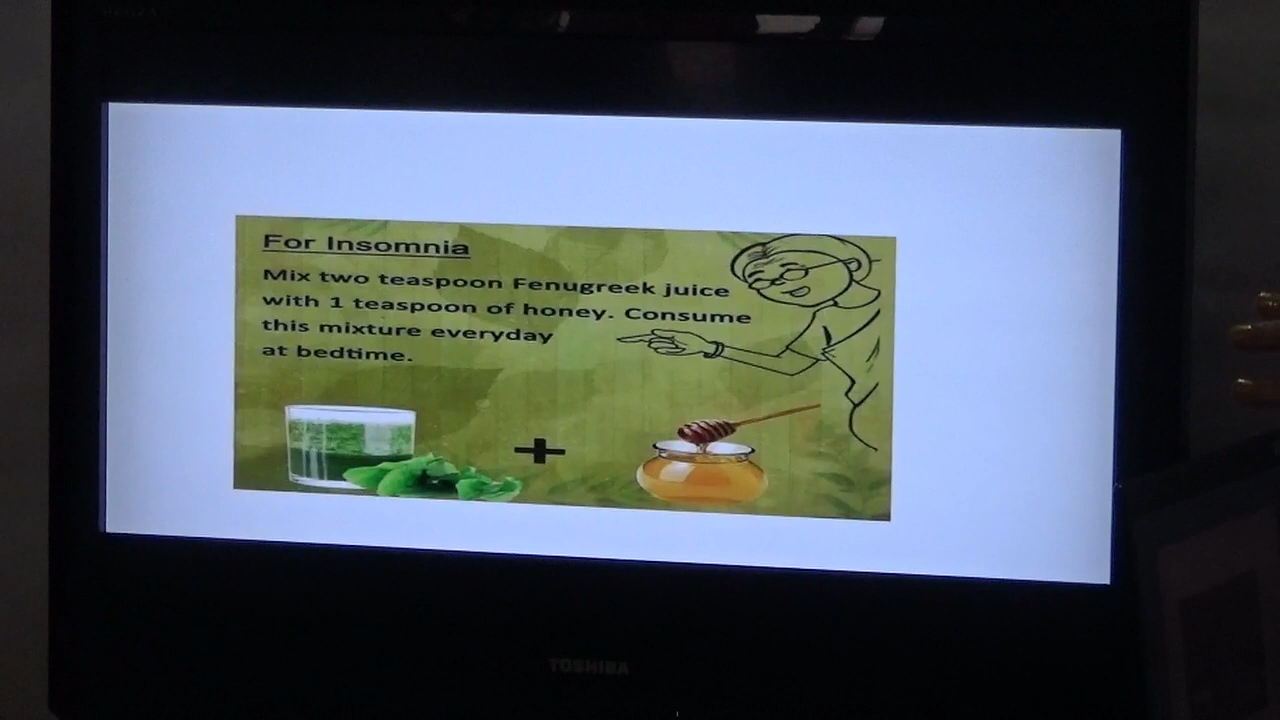 For Insomnia
Mix two teaspoon Fenugreek juice
with 1 teaspoon of honey. Consume
this mixture everyday
at bedtime.
TOSHIBA